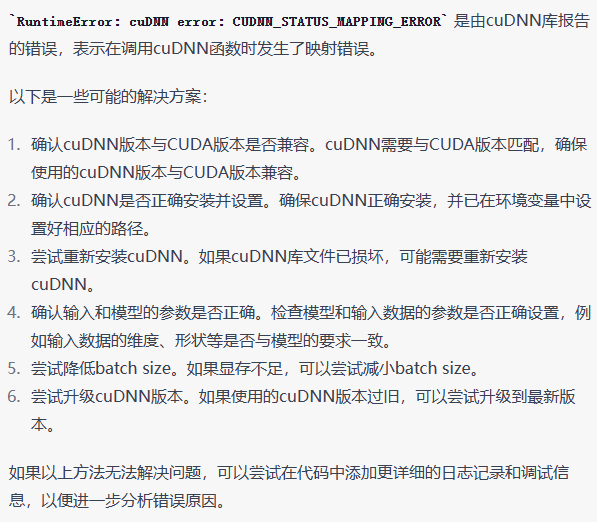 `RuntimeError: cuDNN error: CUDNN_STATUS_MAPPING_ERROR` 是由cuDNN库报告
的错误，表示在调用cuDNN函数时发生了映射错误。
以下是一些可能的解决方案：
1. 确认cuDNN版本与CUDA版本是否兼容。cuDNN需要与CUDA版本匹配，确保
使用的cuDNN版本与CUDA版本兼容。
2. 确认cuDNN是否正确安装并设置。确保cuDNN正确安装，并已在环境变量中设
置好相应的路径。
3. 尝试重新安装cuDNN。如果cuDNN库文件已损坏，可能需要重新安装
cuDNN。
4. 确认输入和模型的参数是否正确。检查模型和输入数据的参数是否正确设置，例
如输入数据的维度、形状等是否与模型的要求一致。
5. 尝试降低batch size。如果显存不足，可以尝试减小batch size。
6. 尝试升级cuDNN版本。如果使用的cuDNN版本过旧，可以尝试升级到最新版
本。
如果以上方法无法解决问题，可以尝试在代码中添加更详细的日志记录和调试信
息，以便进一步分析错误原因。